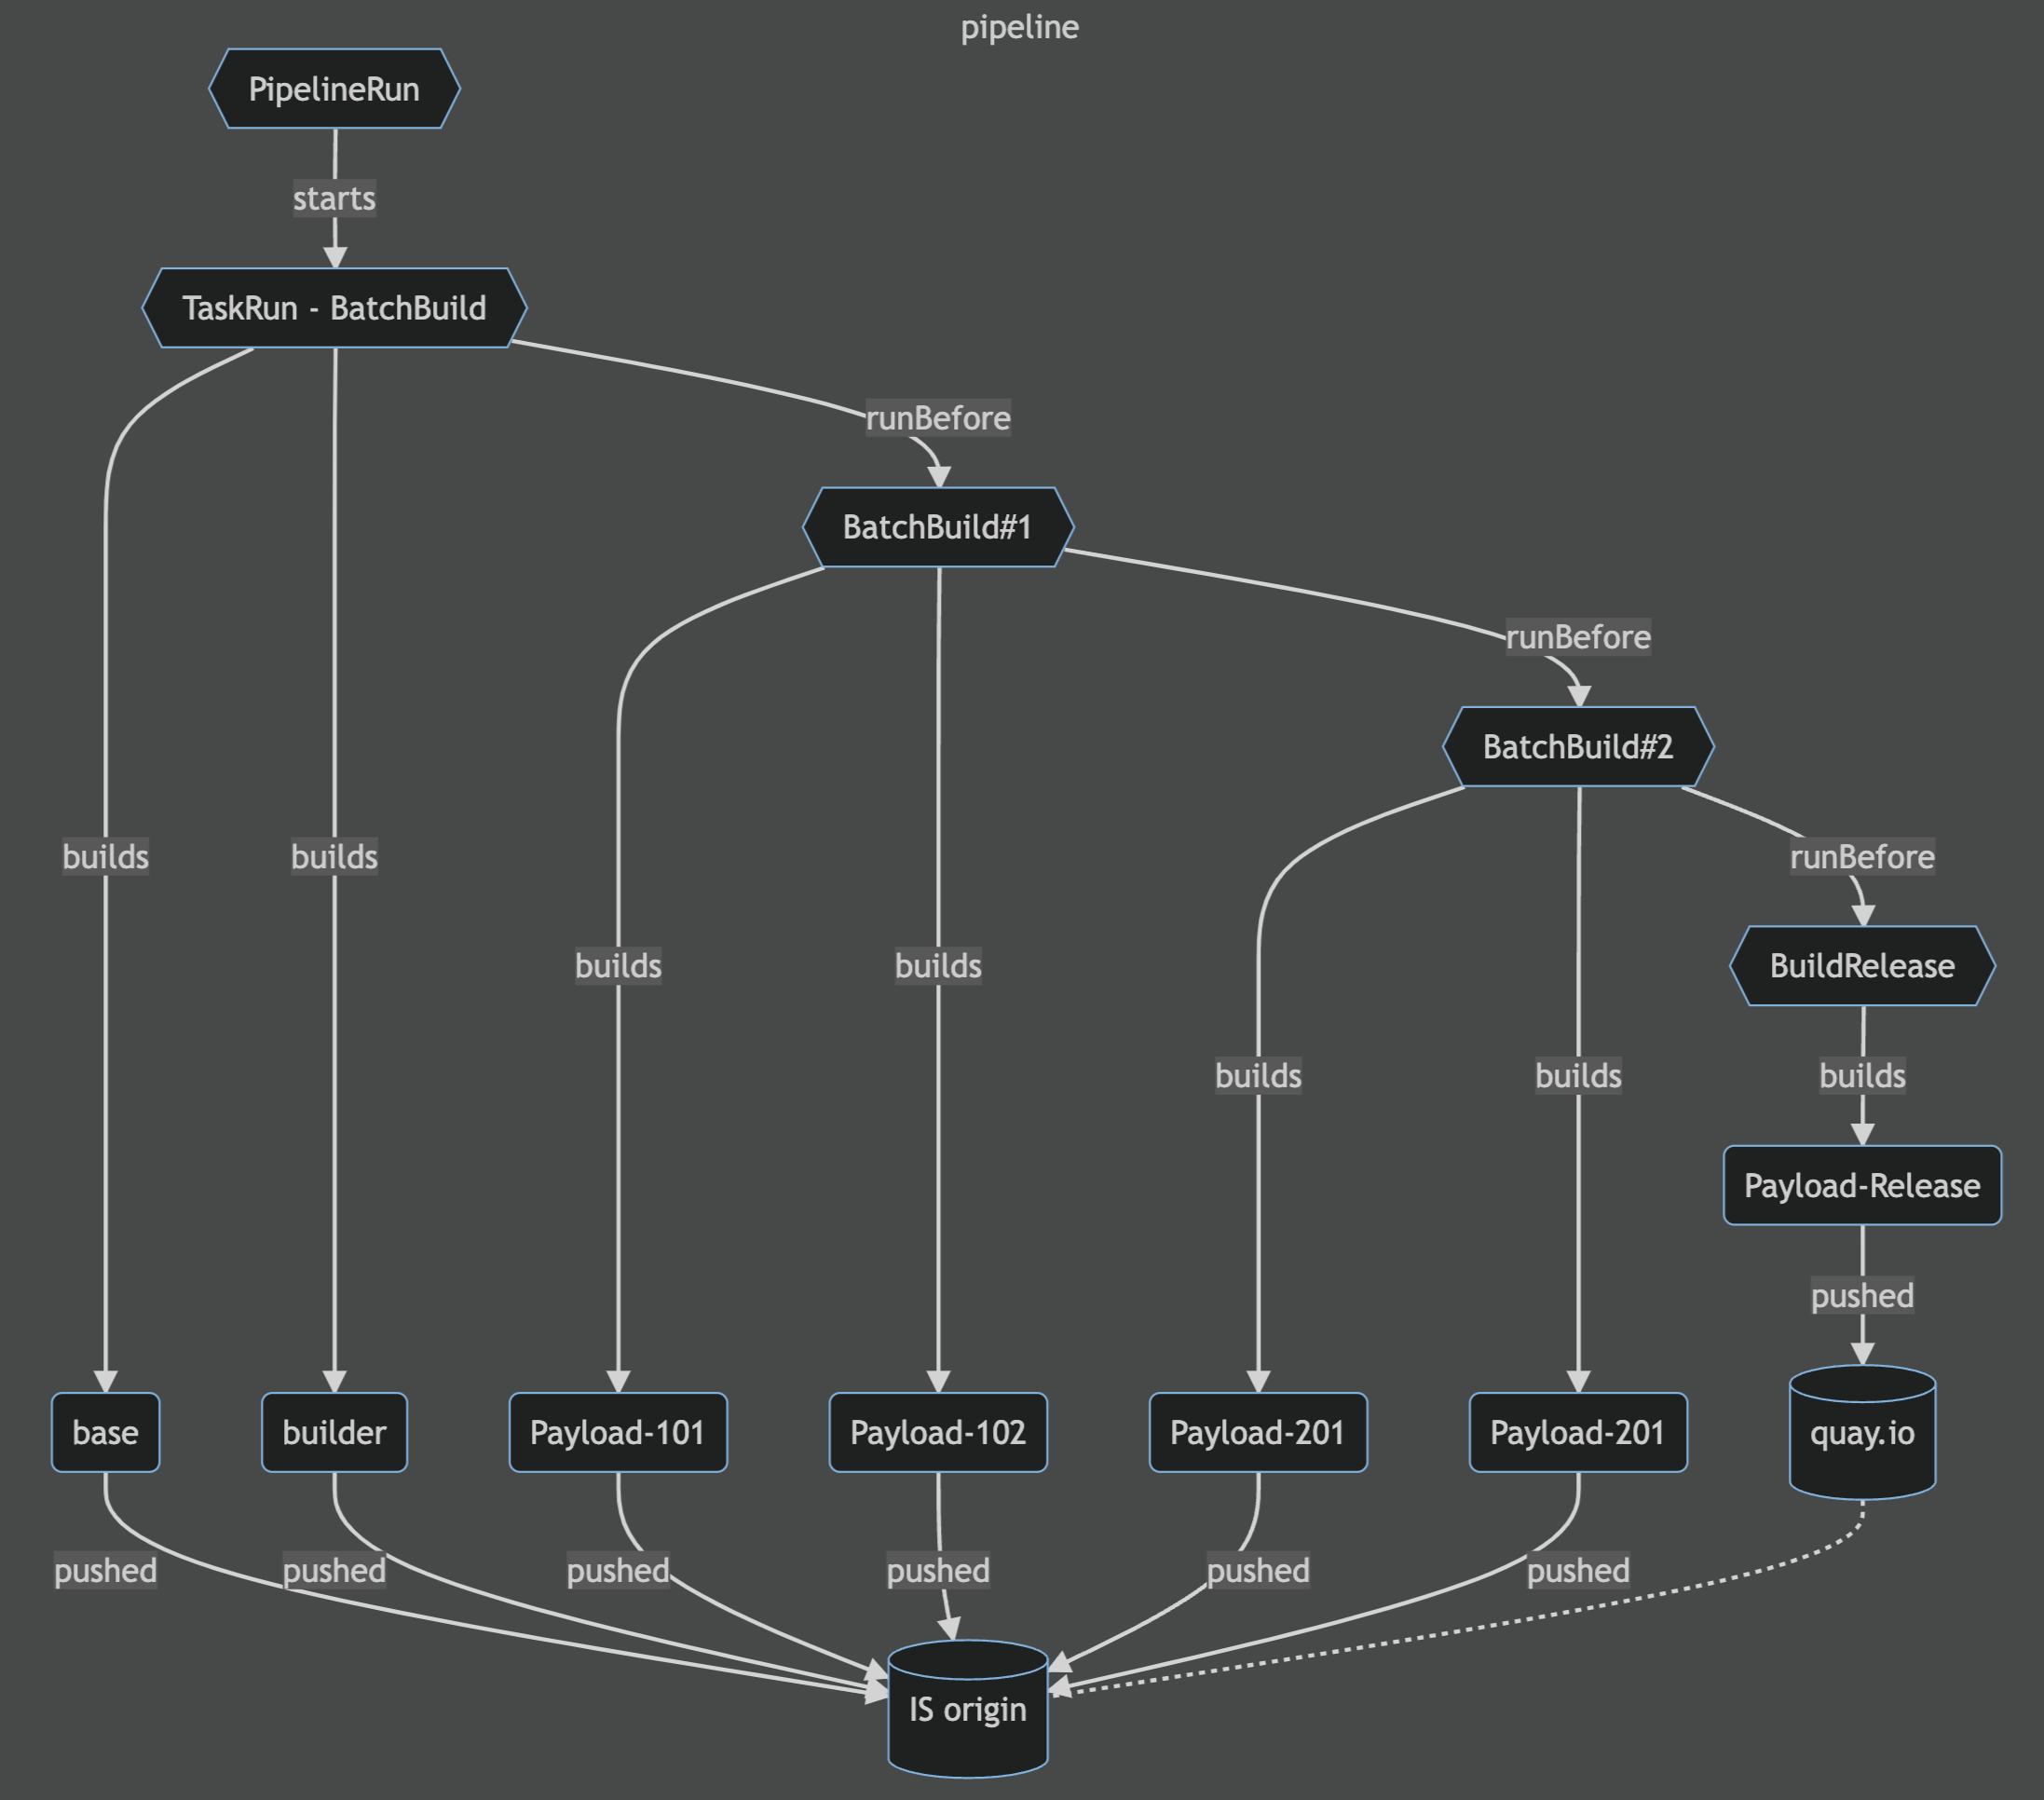 pipeline
PipelineRun
starts
TaskRun - BatchBuild
runBefore
BatchBuild#1
runBefore
BatchBuild#2
builds
builds
runBefore
builds
builds
BuildRelease
builds
builds
builds
Payload-Release
pushed
base
builder
Payload-101
Payload-102
Payload-201
Payload-201
quay.io
pushed
pushed
pushed
pushed
pushed
pushed
IS origin